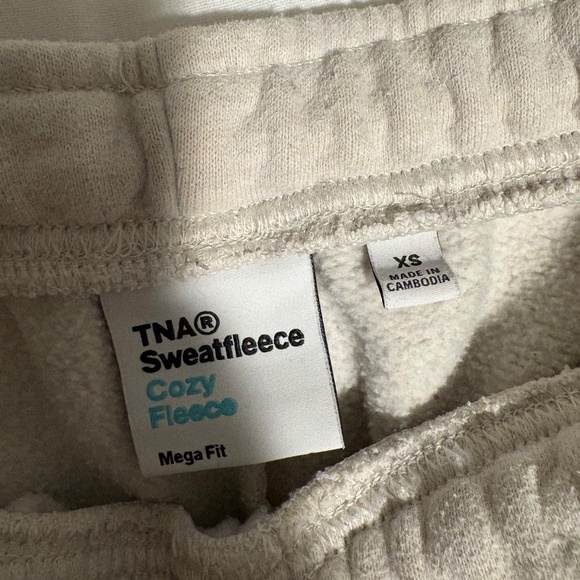 TNA®
Sweatfleece
Cozy
Fleece
Mega Fit
XS
MADE IN
CAMBODIA